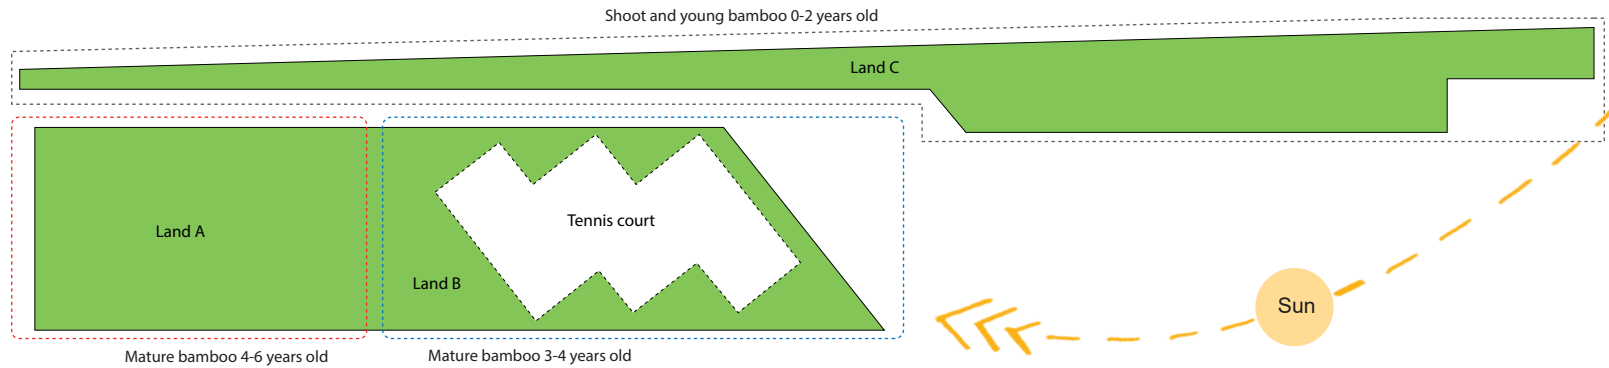 Shoot and young bamboo 0-2 years old
Land C
Tennis court
Land A
Land B
Sun
Mature bamboo 4-6 years old
Mature bamboo 3-4 years old